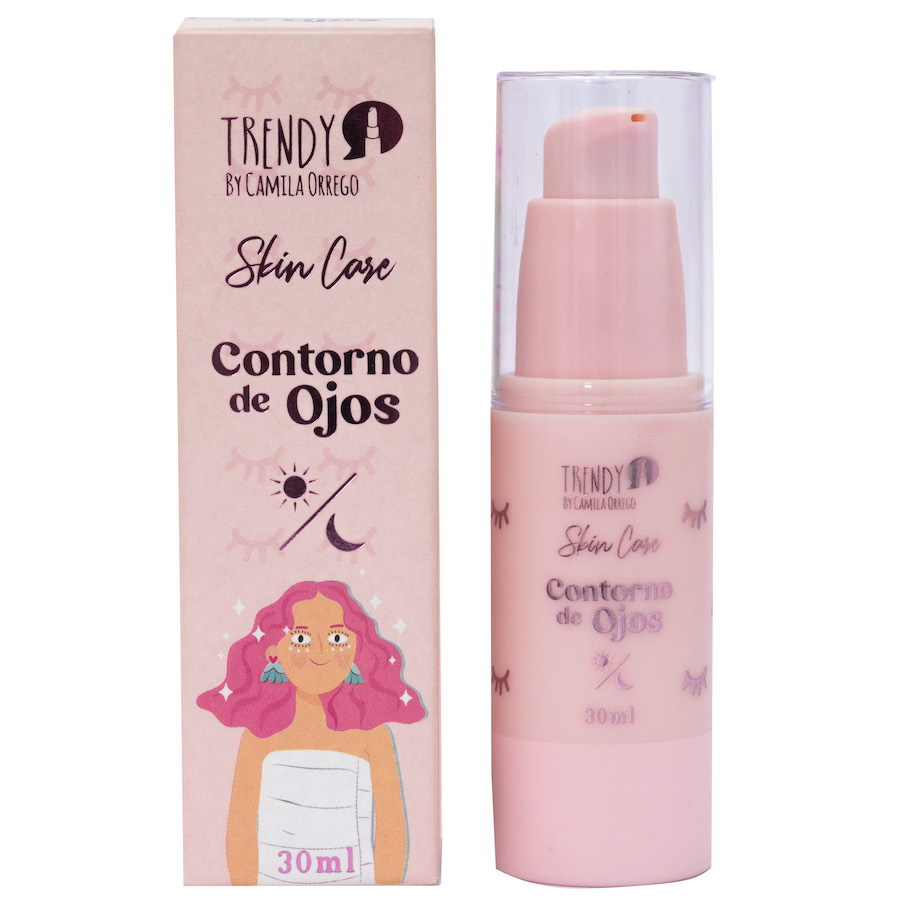 TRENDY
BY CAMILA ORREGO
Skin Care
Contorno
de Ojos
30ml
TRENDY
BY CAMILA ORREGO
Skin Care
Contorno
de Ojos
30ml